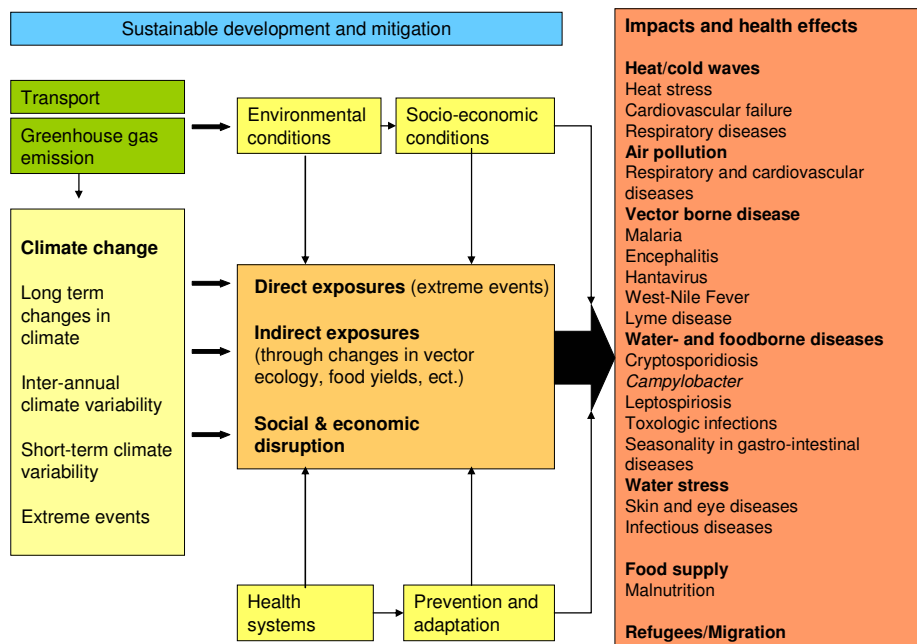 Sustainable development and mitigation
Transport
Greenhouse gas
emission
Environmental
conditions
Socio-economic
conditions
Climate change
Long term
changes in
climate
Inter-annual
climate variability
Short-term climate
variability
Extreme events
Direct exposures (extreme events)
Indirect exposures
(through changes in vector
ecology, food yields, ect.)
Social & economic
disruption
Health
systems
Prevention and
adaptation
Impacts and health effects
Heat/cold waves
Heat stress
Cardiovascular failure
Respiratory diseases
Air pollution
Respiratory and cardiovascular
diseases
Vector borne disease
Malaria
Encephalitis
Hantavirus
West-Nile Fever
Lyme disease
Water- and foodborne diseases
Cryptosporidiosis
Campylobacter
Leptospiriosis
Toxologic infections
Seasonality in gastro-intestinal
diseases
Water stress
Skin and eye diseases
Infectious diseases
Food supply
Malnutrition
Refugees/Migration